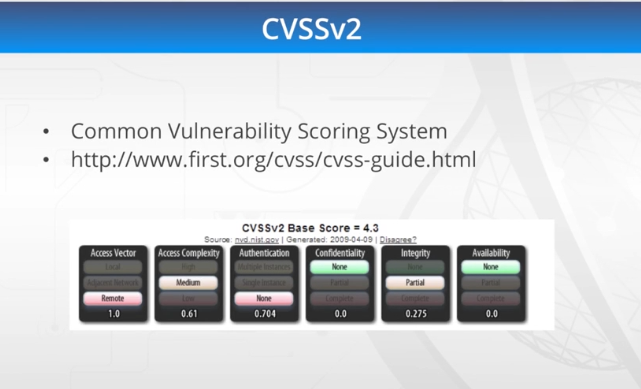 CVSSv2
• Common Vulnerability Scoring System
• http://www.first.org/cvss/cvss-guide.html
CVSSv2 Base Score = 4.3
Source: nvd.nist.gov | Generated: 2009-04-09 | Disagree?
Access Vector Access Complexity Authentication Confidentiality Integrity Availability
Local High Multiple Instances None None None
Adjacent Network Medium Single Instance Partial Partial Partial
Remote Low None Complete Complete Complete
1.0 0.61 0.704 0.0 0.275 0.0